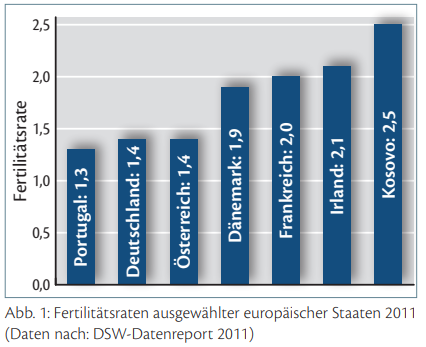 Fertilitätsrate
2,5
2,0
1,5
1,0
0,5
0,0
Portugal: 1,3
Deutschland: 1,4
Österreich: 1,4
Dänemark: 1,9
Frankreich: 2,0
Irland: 2,1
Kosovo: 2,5
Abb. 1: Fertilitätsraten ausgewählter europäischer Staaten 2011
(Daten nach: DSW-Datenreport 2011)